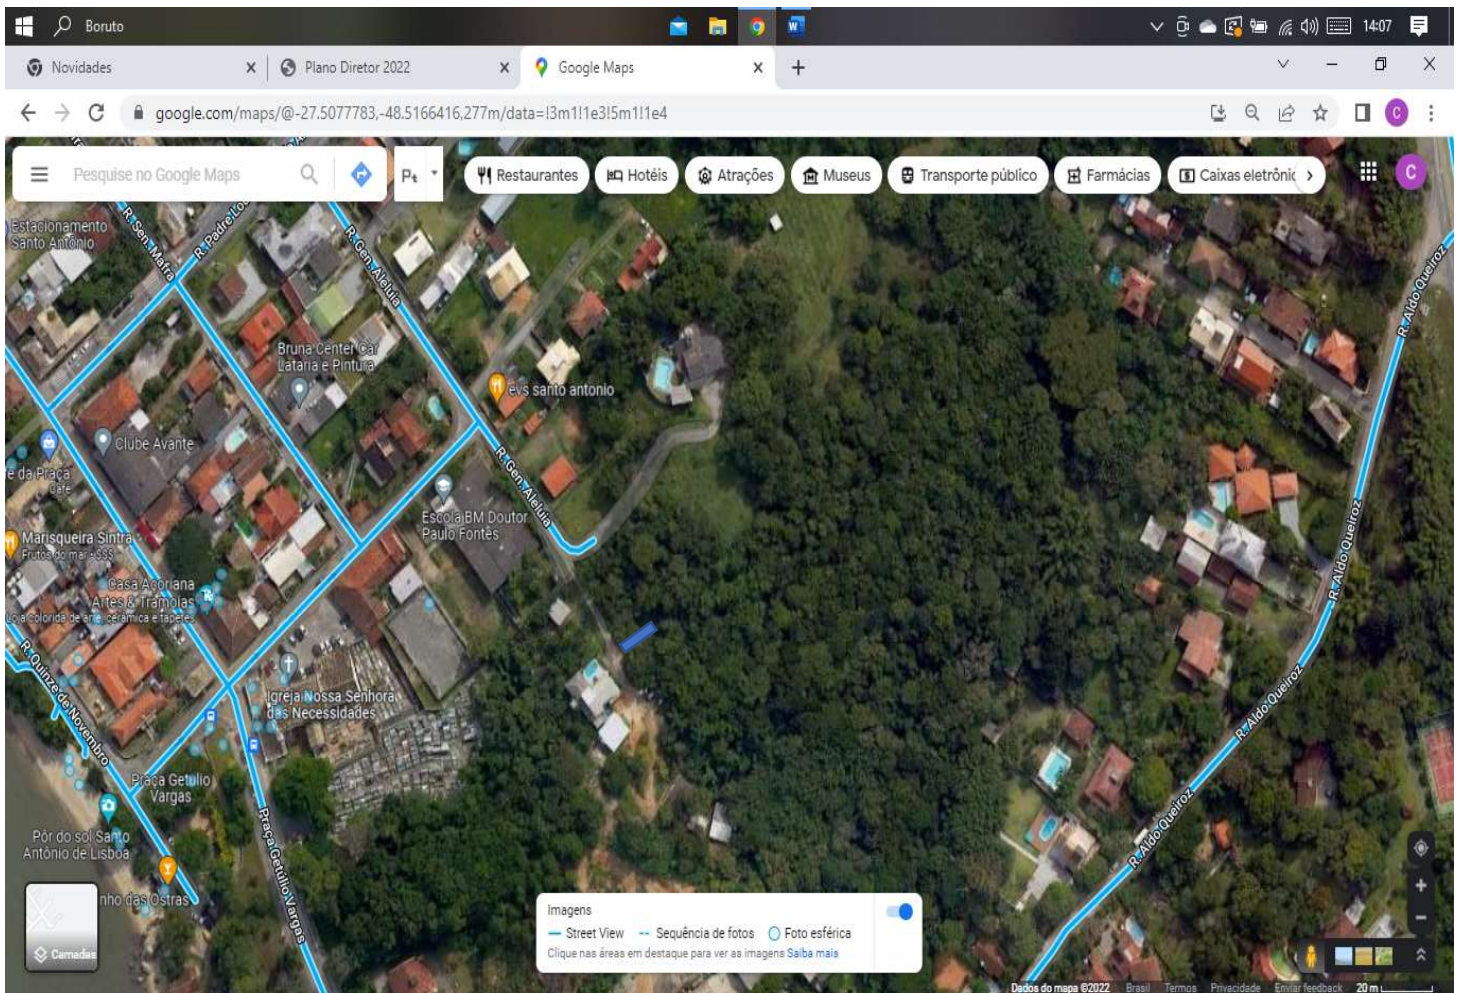 Boruto
14:07
Novidades
Plano Diretor 2022
Google Maps
google.com/maps/@-27.5077783,-48.5166416,277m/data=!3m1!1e3!5m1!1e4
Pesquise no Google Maps
Restaurantes
Hotéis
Atrações
Museus
Transporte público
Farmácias
Caixas eletrônic
C
C
Estacionamento
Santo Antônio
R. Sen. Mafra
R. Padre Lou
R. Gen. Aleluia
R. Aldo Queiroz
Bruna Center Car
Lataria e Pintura
evs santo antonio
Clube Avante
e da Praça
Café
R. Gen. Aleluia
Escola BM Doutor
Paulo Fontes
Marisqueira Sintra
Frutos do mar • $$$
Casa Açoriana
Artes & Tramoias
Loja colorida de arte, cerâmica e tapetes
R. Aldo Queiroz
R. Quinze de Novembro
Igreja Nossa Senhora
das Necessidades
R. Aldo Queiroz
Praça Getulio
Vargas
Pôr do sol Santo
Antônio de Lisboa
Praça Getúlio Vargas
R. Aldo Queiroz
nho das Ostras
Camadas
Imagens
Street View
Sequência de fotos
Foto esférica
Clique nas áreas em destaque para ver as imagens Saiba mais
Dados do mapa ©2022
Brasil
Termos
Privacidade
Enviar feedback
20 m